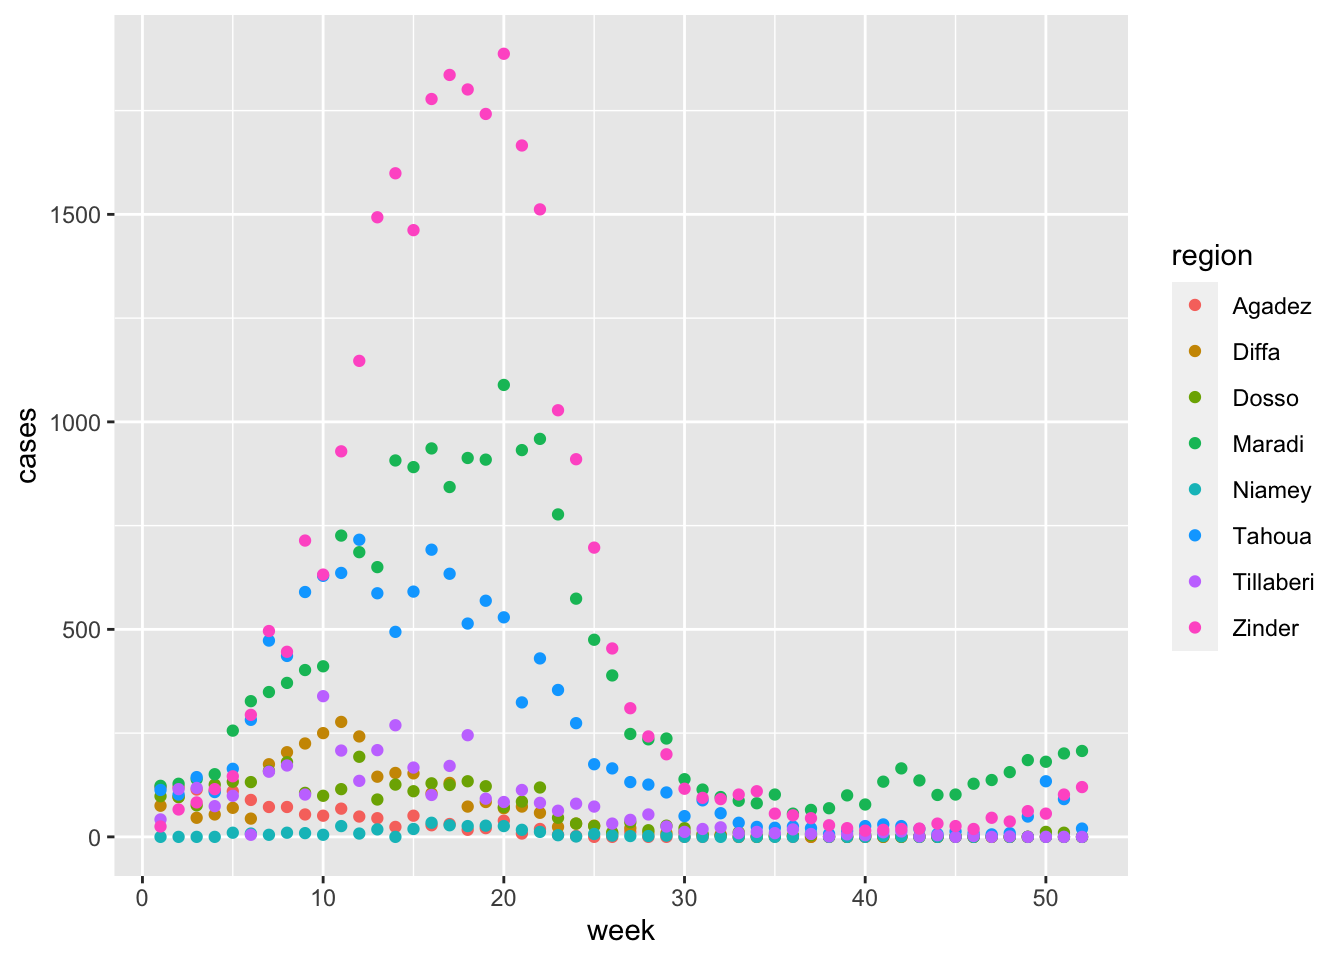 1500
1000
500
0
cases
0 10 20 30 40 50
week
region
Agadez
Diffa
Dosso
Maradi
Niamey
Tahoua
Tillaberi
Zinder